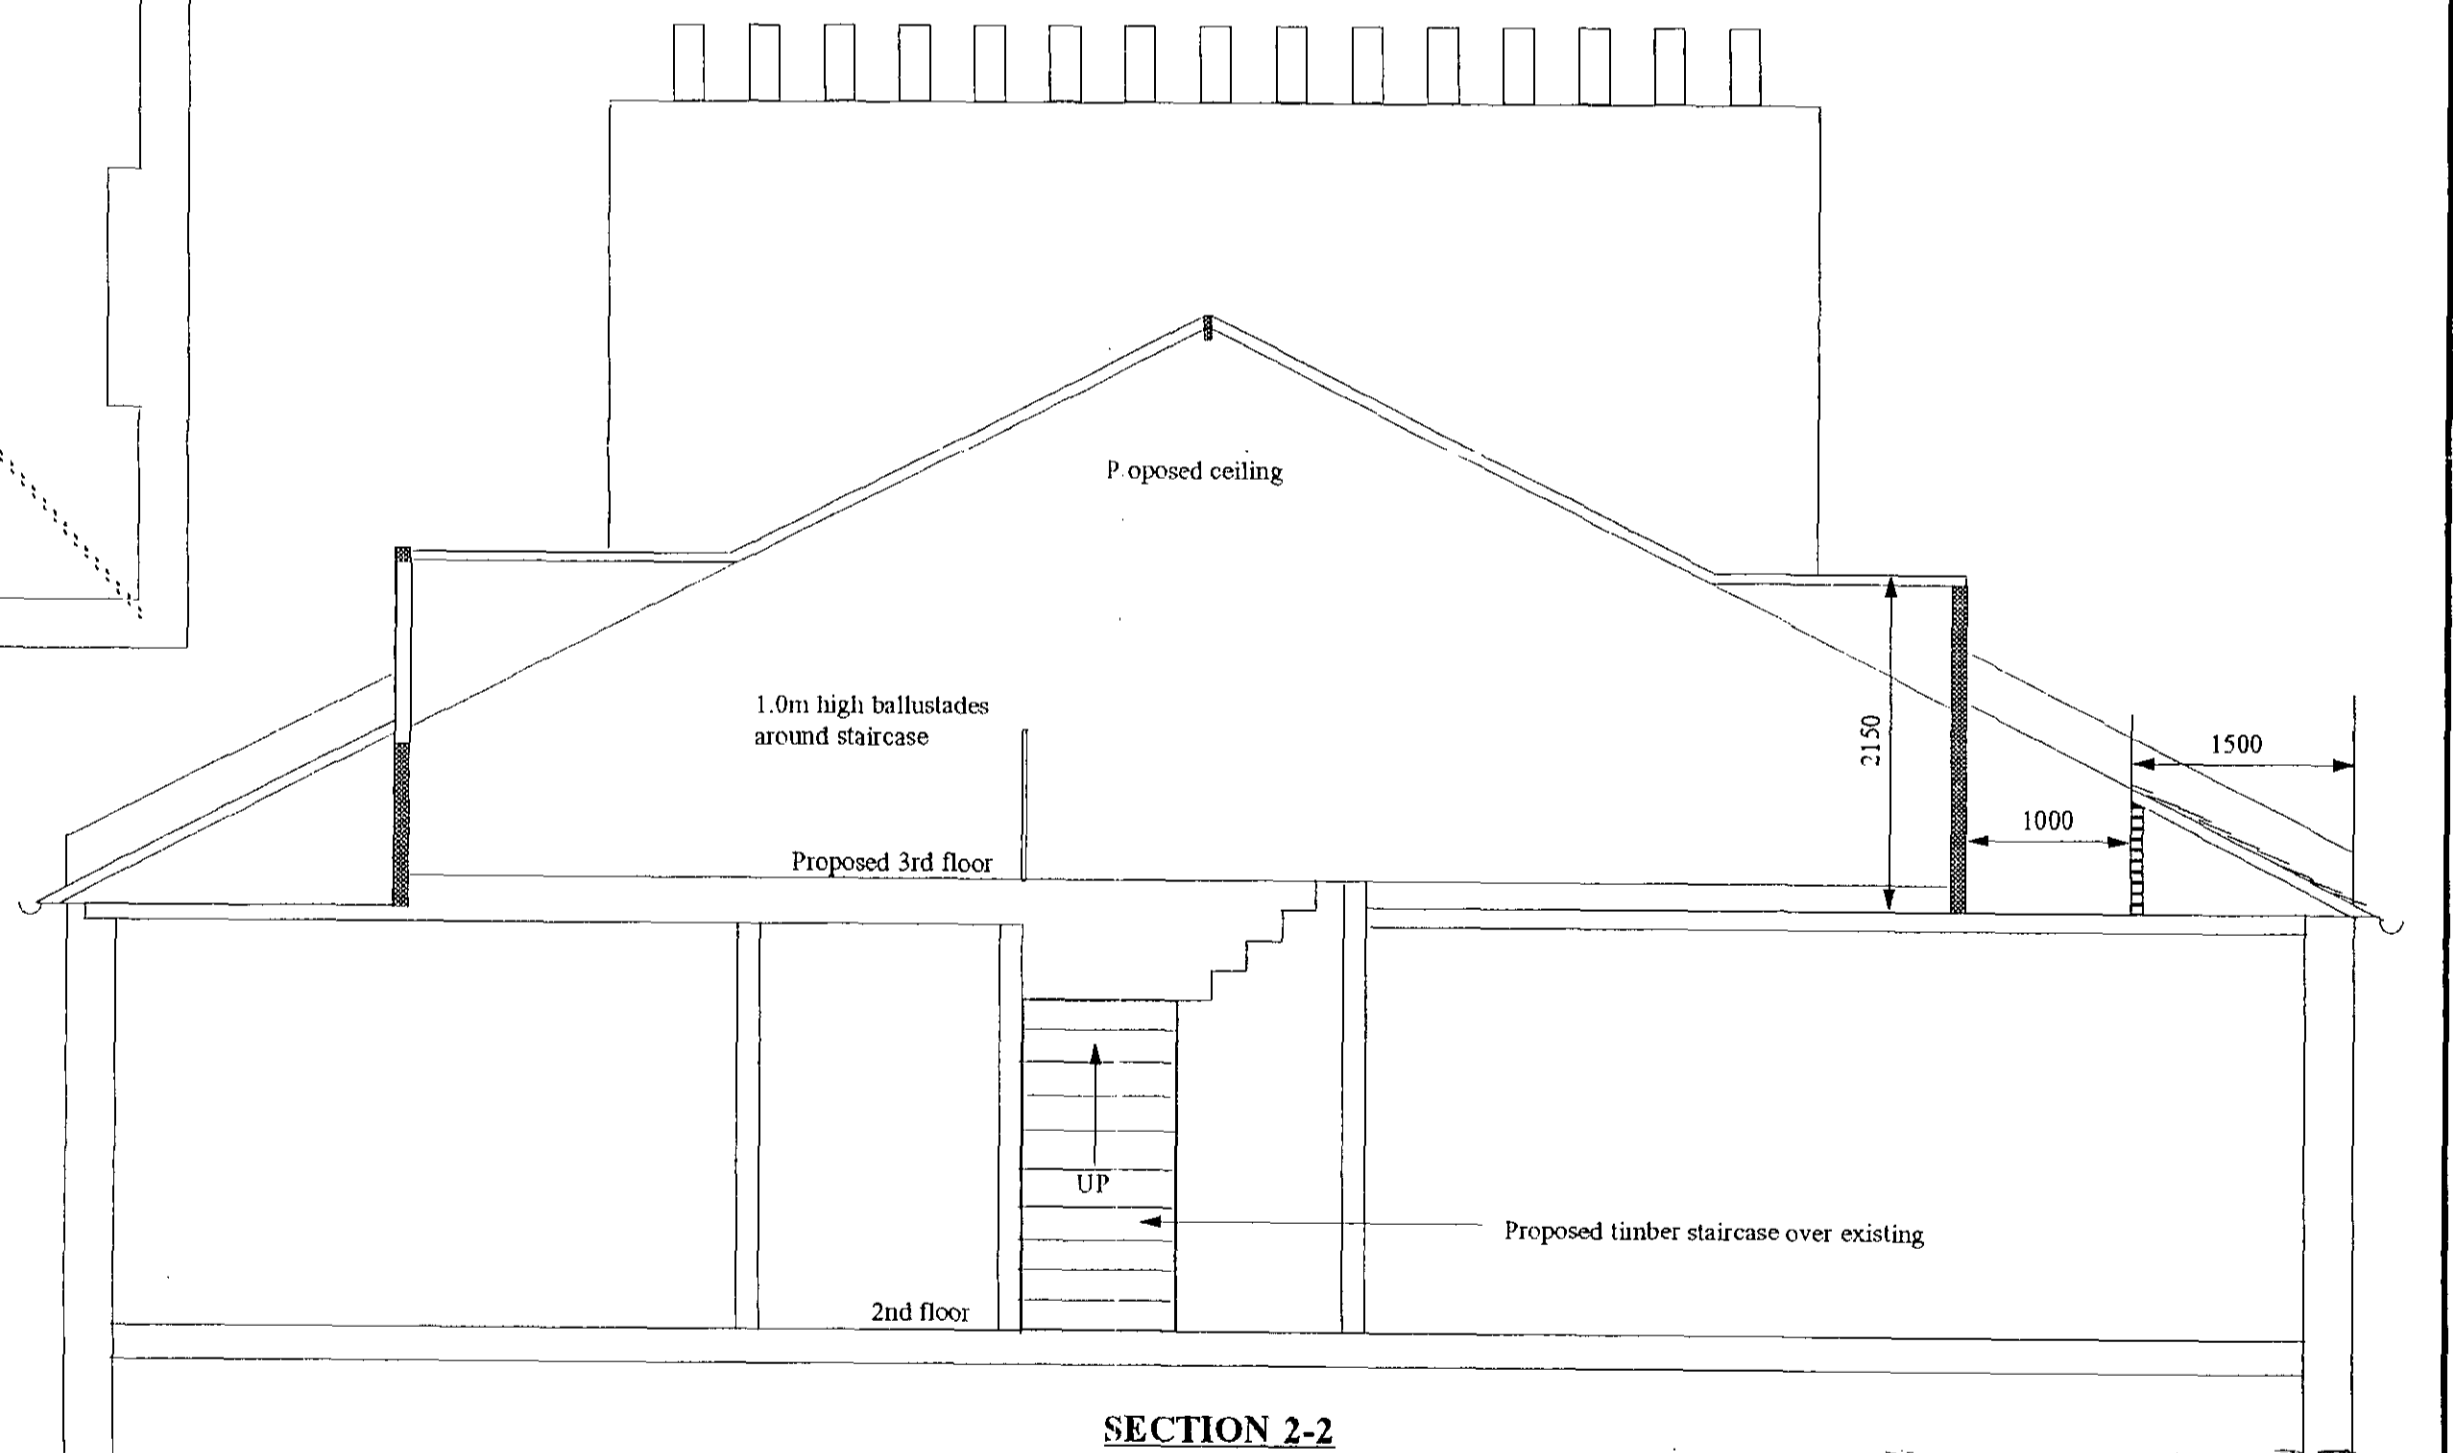 P.oposed ceiling
1.0m high ballustades
around staircase
2150
1500
1000
Proposed 3rd floor
UP
Proposed timber staircase over existing
2nd floor
SECTION 2-2